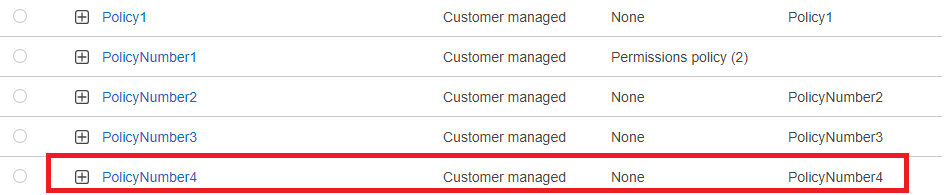 Policy1 Customer managed None Policy1
PolicyNumber1 Customer managed Permissions policy (2)
PolicyNumber2 Customer managed None PolicyNumber2
PolicyNumber3 Customer managed None PolicyNumber3
PolicyNumber4 Customer managed None PolicyNumber4